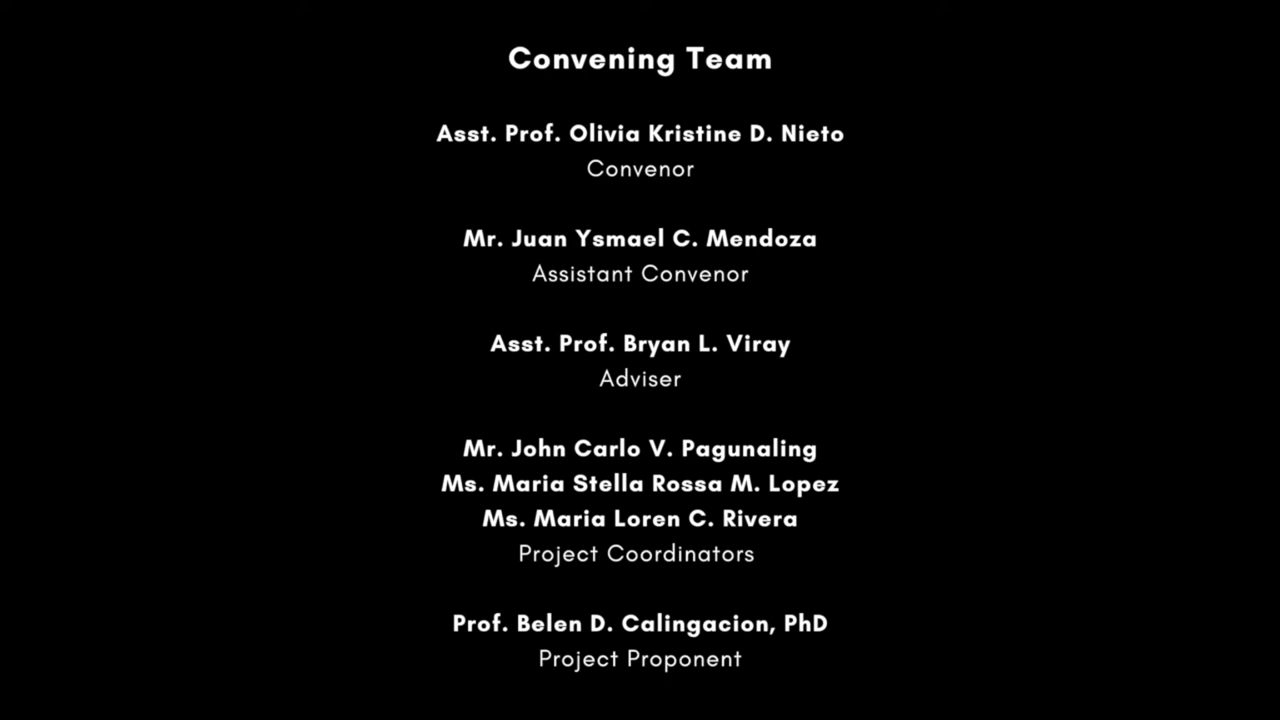 Convening Team
Asst. Prof. Olivia Kristine D. Nieto
Convenor
Mr. Juan Ysmael C. Mendoza
Assistant Convenor
Asst. Prof. Bryan L. Viray
Adviser
Mr. John Carlo V. Pagunaling
Ms. Maria Stella Rossa M. Lopez
Ms. Maria Loren C. Rivera
Project Coordinators
Prof. Belen D. Calingacion, PhD
Project Proponent